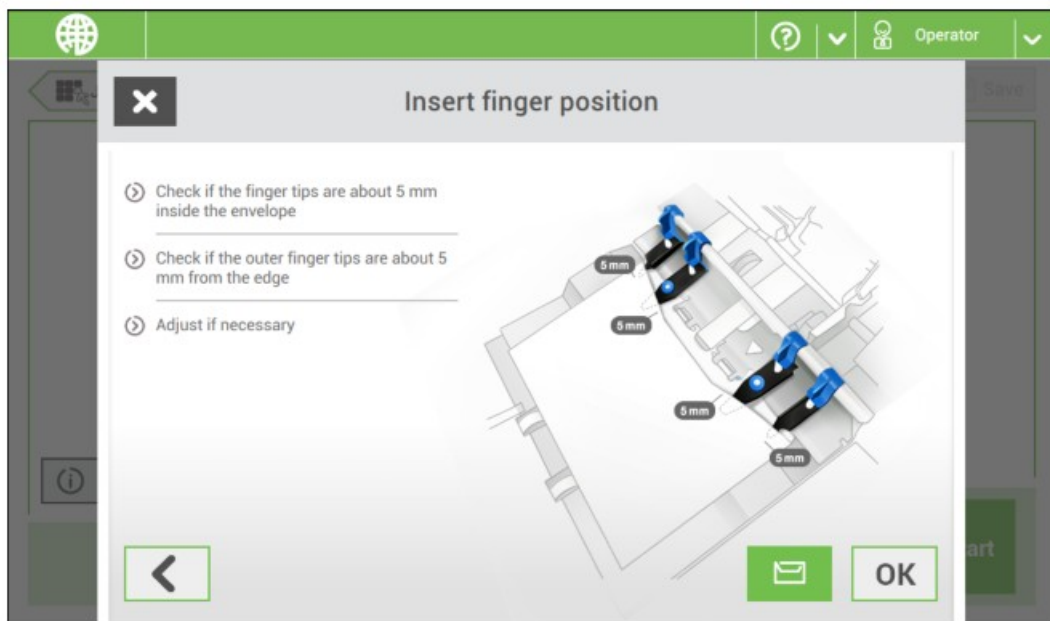 Operator
Save
Insert finger position
Check if the finger tips are about 5 mm
inside the envelope
Check if the outer finger tips are about 5
mm from the edge
Adjust if necessary
5 mm
5 mm
5 mm
5 mm
art
OK